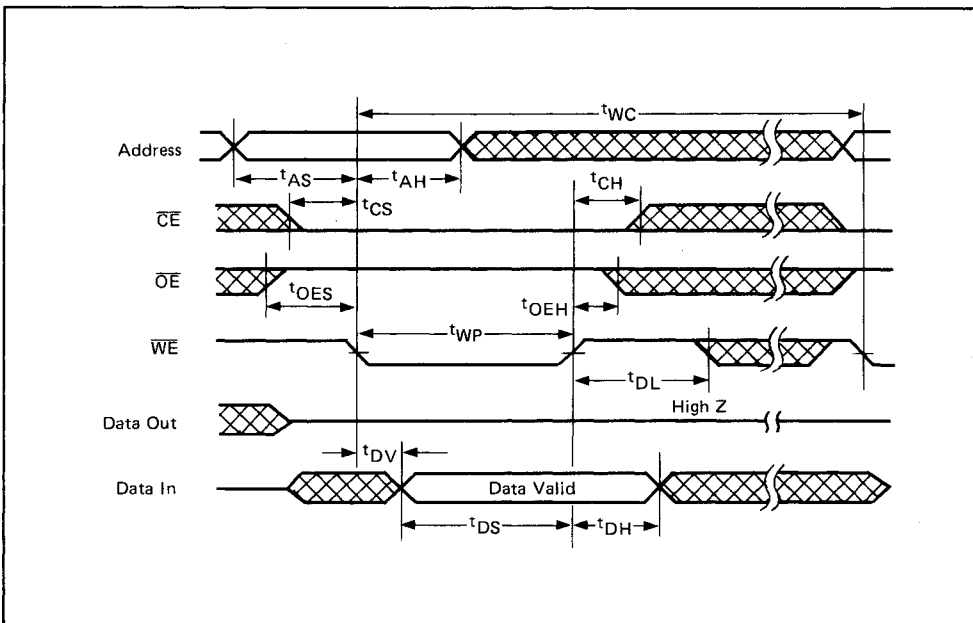 tWC
Address
tAS
tAH
tCH
tCS
CE
OE
tOES
tOEH
tWP
WE
tDL
High Z
Data Out
tDV
Data In
Data Valid
tDS
tDH